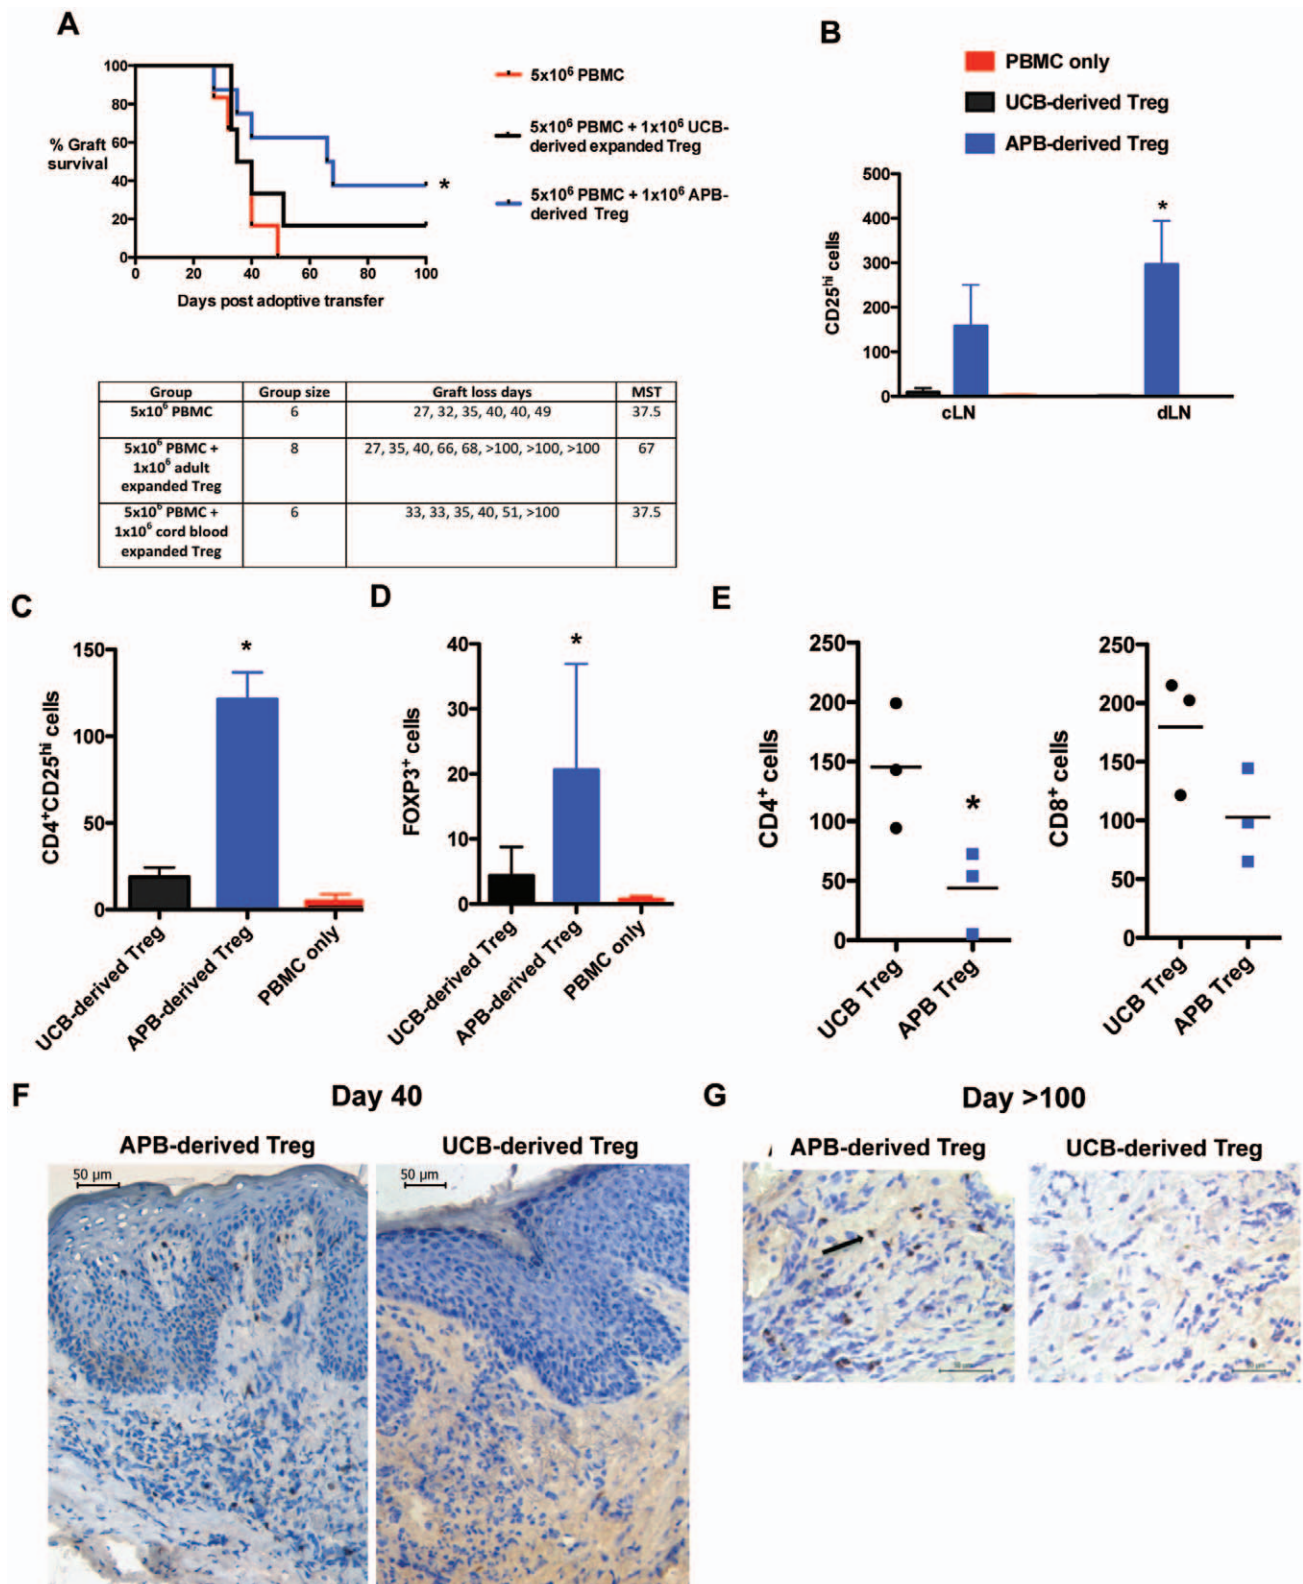 A
100
80
60
40
20
0
% Graft
survival
0 20 40 60 80 100
Days post adoptive transfer
*
5x10⁶ PBMC
5x10⁶ PBMC + 1x10⁶ UCB-
derived expanded Treg
5x10⁶ PBMC + 1x10⁶ APB-
derived Treg
Group Group size Graft loss days MST
5x10⁶ PBMC 6 27, 32, 35, 40, 40, 49 37.5
5x10⁶ PBMC + 8 27, 35, 40, 66, 68, >100, >100, >100 67
1x10⁶ adult
expanded Treg
5x10⁶ PBMC + 6 33, 33, 35, 40, 51, >100 37.5
1x10⁶ cord blood
expanded Treg
B
PBMC only
UCB-derived Treg
APB-derived Treg
500
400
300
200
100
0
CD25ʰⁱ cells
*
cLN dLN
C
150
100
50
0
CD4⁺CD25ʰⁱ cells
*
UCB-derived Treg
APB-derived Treg
PBMC only
D
40
30
20
10
0
FOXP3⁺ cells
*
UCB-derived Treg
APB-derived Treg
PBMC only
E
250
200
150
100
50
0
CD4⁺ cells
*
UCB Treg
APB Treg
250
200
150
100
50
0
CD8⁺ cells
UCB Treg
APB Treg
F
Day 40
APB-derived Treg UCB-derived Treg
50 µm 50 µm
G
Day >100
APB-derived Treg UCB-derived Treg